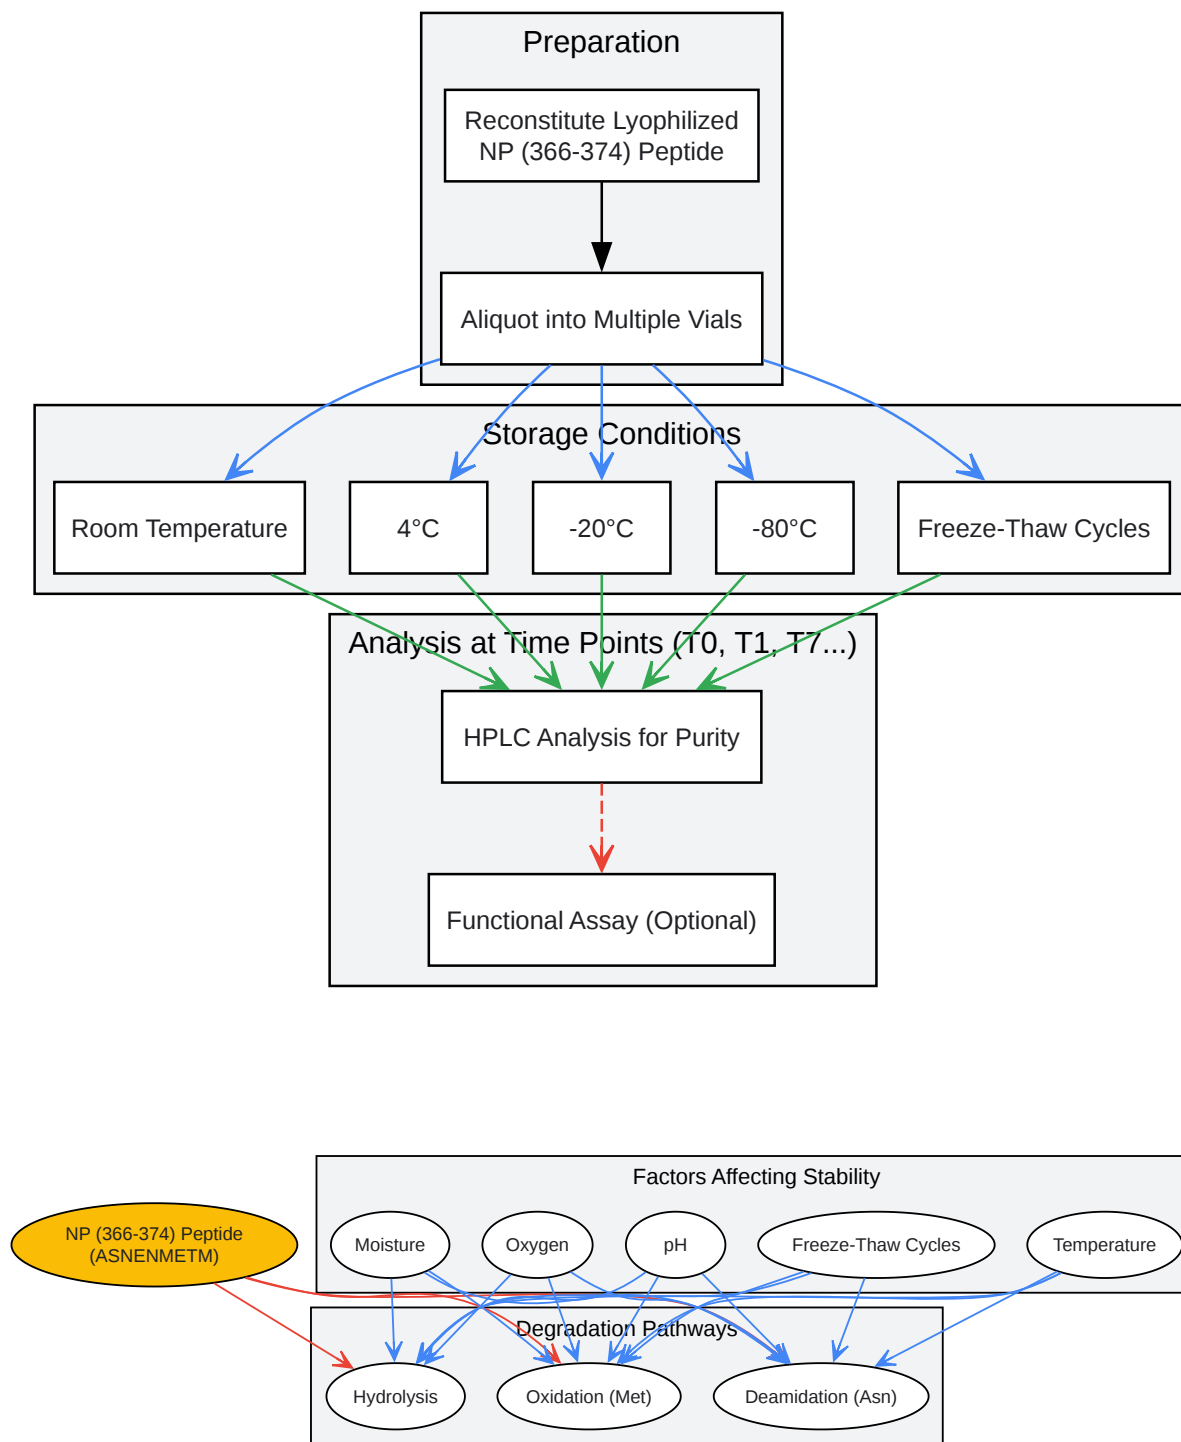 Preparation
Reconstitute Lyophilized
NP (366-374) Peptide
Aliquot into Multiple Vials
Storage Conditions
Room Temperature
4°C
-20°C
-80°C
Freeze-Thaw Cycles
Analysis at Time Points (T0, T1, T7...)
HPLC Analysis for Purity
Functional Assay (Optional)
Factors Affecting Stability
NP (366-374) Peptide
(ASNENMETM)
Moisture
Oxygen
pH
Freeze-Thaw Cycles
Temperature
Degradation Pathways
Hydrolysis
Oxidation (Met)
Deamidation (Asn)